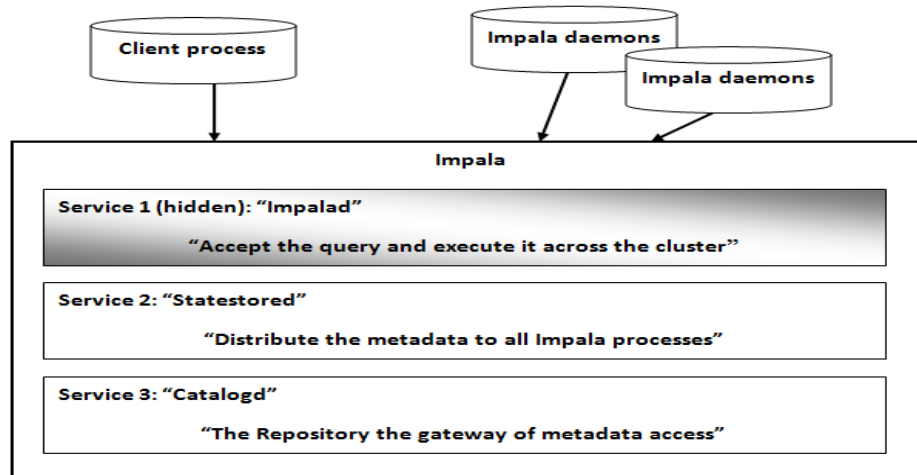 Client process
Impala daemons
Impala daemons
Impala
Service 1 (hidden): “Impalad”
“Accept the query and execute it across the cluster”
Service 2: “Statestored”
“Distribute the metadata to all Impala processes”
Service 3: “Catalogd”
“The Repository the gateway of metadata access”